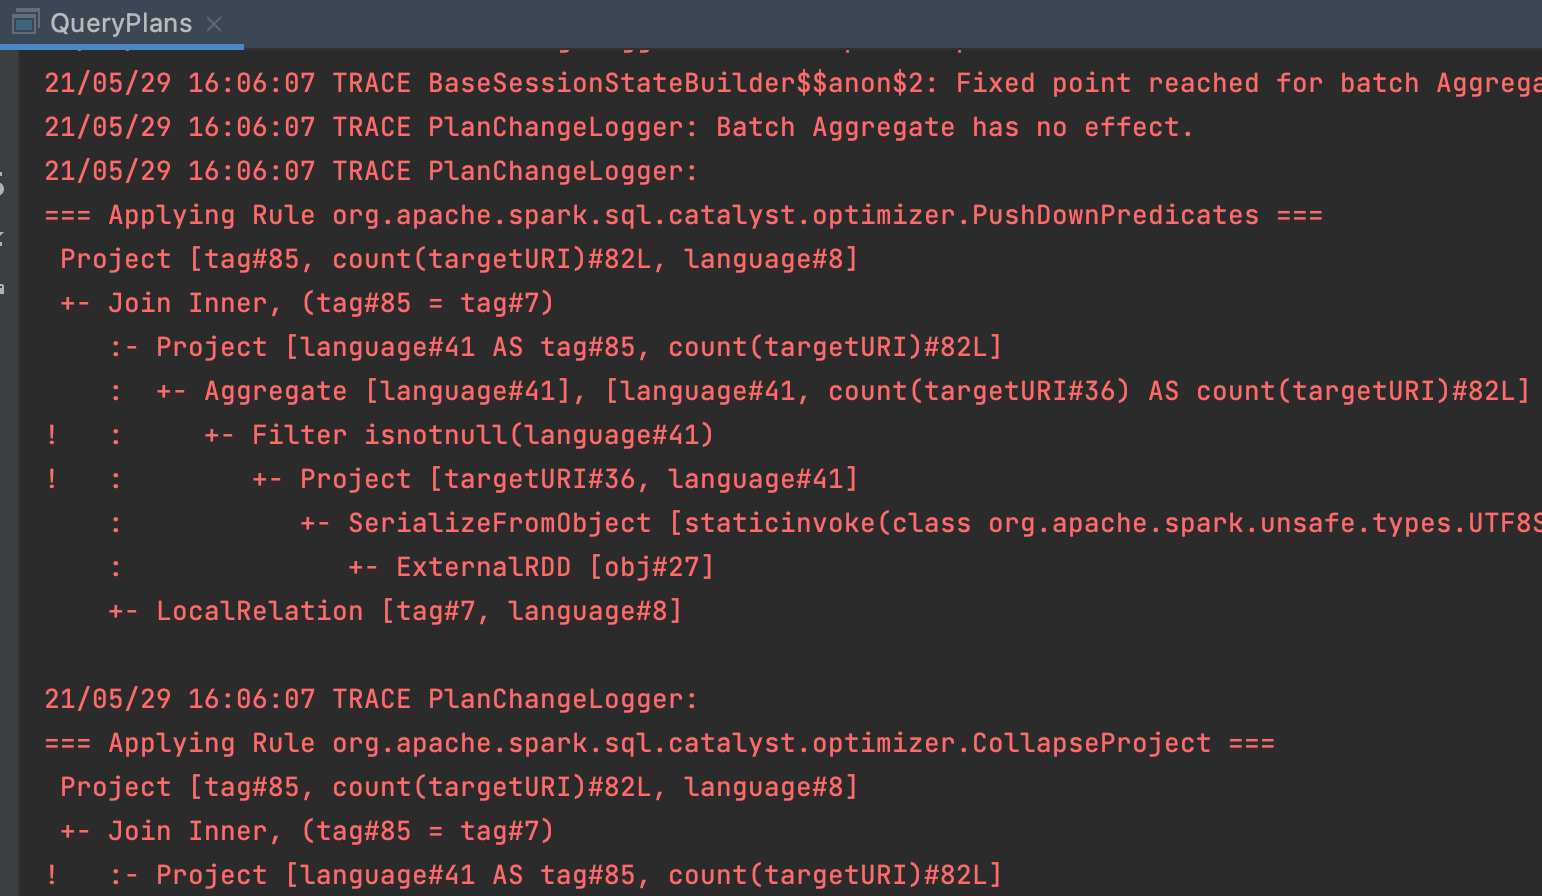 QueryPlans
21/05/29 16:06:07 TRACE BaseSessionStateBuilder$$anon$2: Fixed point reached for batch Aggrega
21/05/29 16:06:07 TRACE PlanChangeLogger: Batch Aggregate has no effect.
21/05/29 16:06:07 TRACE PlanChangeLogger:
=== Applying Rule org.apache.spark.sql.catalyst.optimizer.PushDownPredicates ===
 Project [tag#85, count(targetURI)#82L, language#8]
 +- Join Inner, (tag#85 = tag#7)
    :- Project [language#41 AS tag#85, count(targetURI)#82L]
    :  +- Aggregate [language#41], [language#41, count(targetURI#36) AS count(targetURI)#82L]
!   :     +- Filter isnotnull(language#41)
!   :        +- Project [targetURI#36, language#41]
    :           +- SerializeFromObject [staticinvoke(class org.apache.spark.unsafe.types.UTF8S
    :              +- ExternalRDD [obj#27]
    +- LocalRelation [tag#7, language#8]
21/05/29 16:06:07 TRACE PlanChangeLogger:
=== Applying Rule org.apache.spark.sql.catalyst.optimizer.CollapseProject ===
 Project [tag#85, count(targetURI)#82L, language#8]
 +- Join Inner, (tag#85 = tag#7)
!   :- Project [language#41 AS tag#85, count(targetURI)#82L]